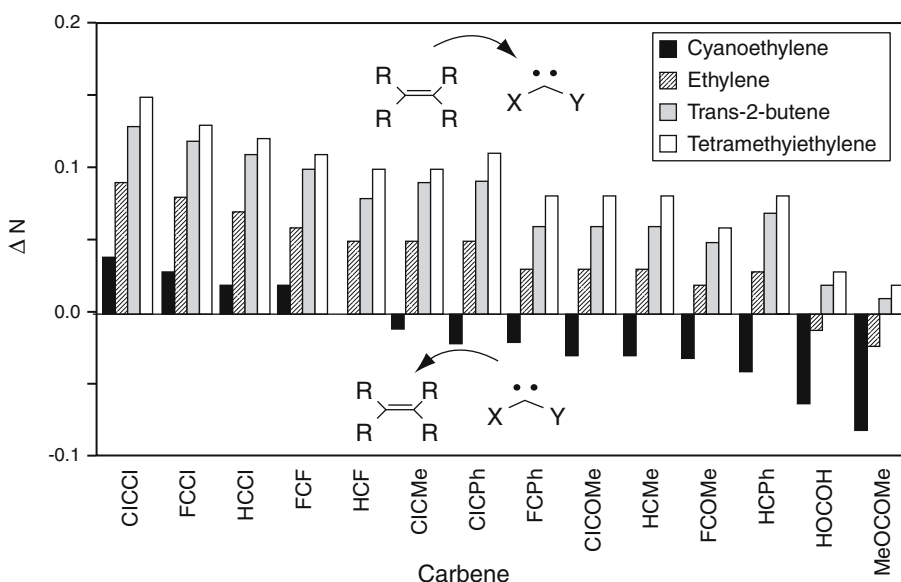 0.2
Cyanoethylene
Ethylene
Trans-2-butene
Tetramethyiethylene
R R
R R
X Y
0.1
Δ N
0.0
R R
R R
X Y
-0.1
ClCCl
FCCl
HCCl
FCF
HCF
ClCMe
ClCPh
FCPh
ClCOMe
HCMe
FCOMe
HCPh
HOCOH
MeOCOMe
Carbene